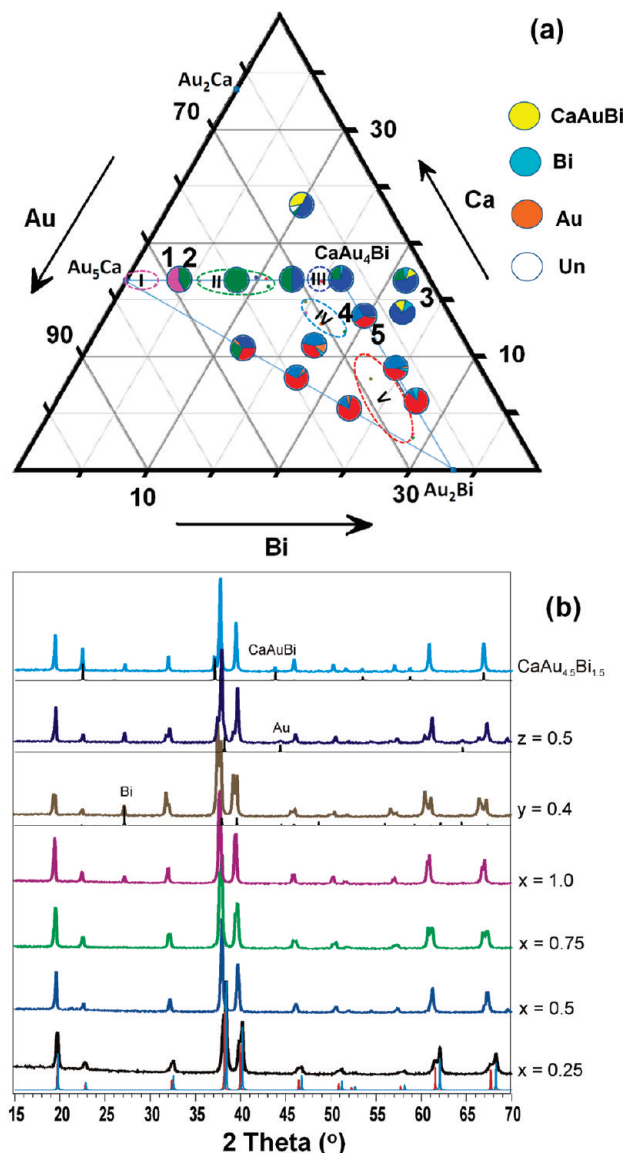 (a)
Au₂Ca
70
30
CaAuBi
Bi
Au
Un
Au
Ca
CaAu₄Bi
Au₅Ca
1
2
I
II
III
3
IV
4
5
90
10
V
10
30
Au₂Bi
Bi
(b)
CaAuBi
CaAu₄.₅Bi₁.₅
Au
z = 0.5
Bi
y = 0.4
x = 1.0
x = 0.75
x = 0.5
x = 0.25
15 20 25 30 35 40 45 50 55 60 65 70
2 Theta (º)